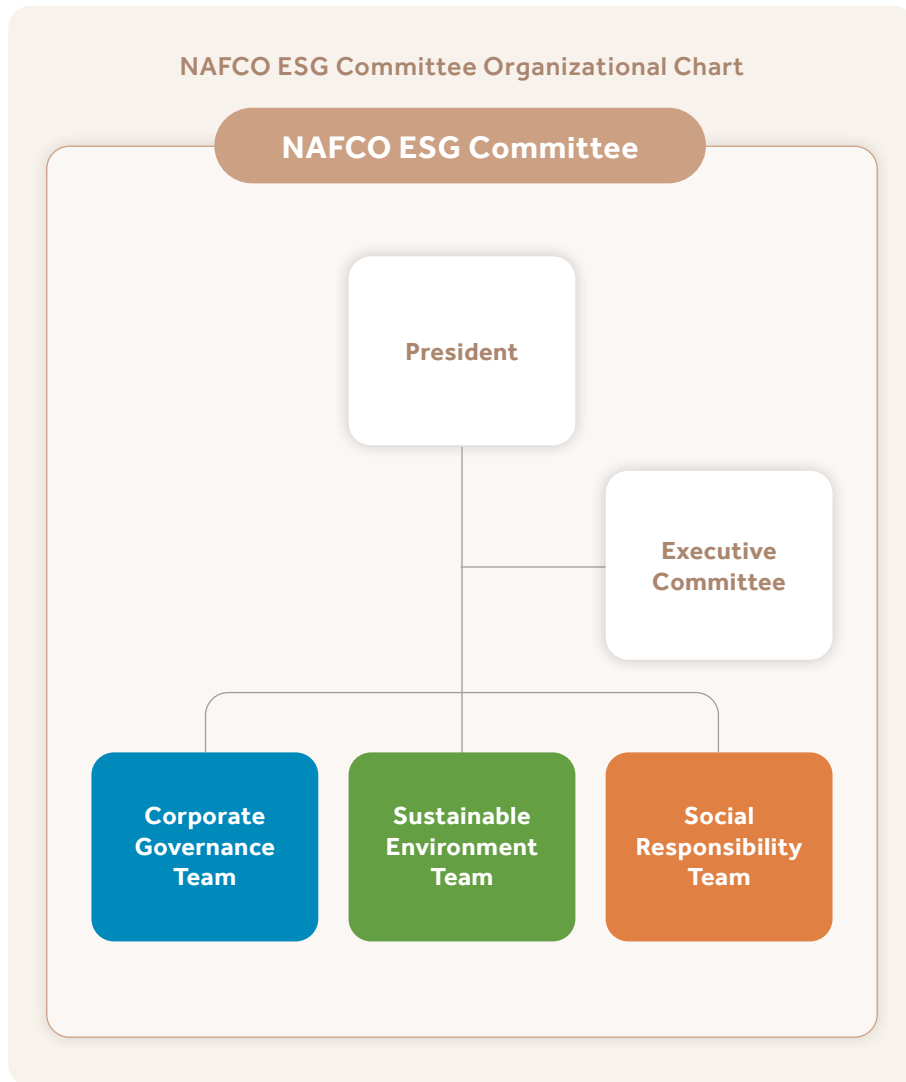 NAFCO ESG Committee Organizational Chart
NAFCO ESG Committee
President
Executive
Committee
Corporate
Governance
Team
Sustainable
Environment
Team
Social
Responsibility
Team